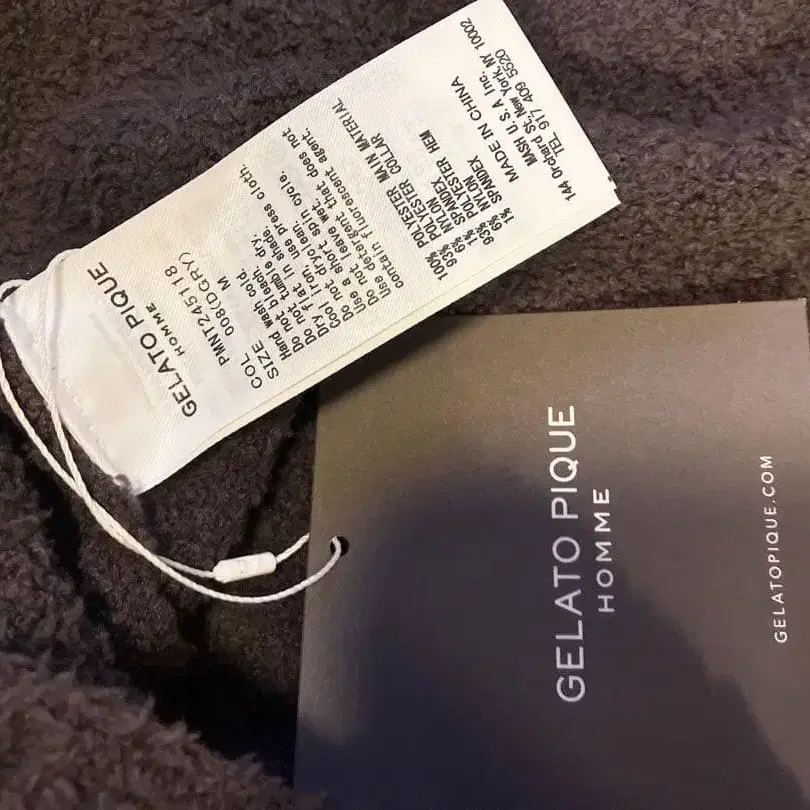 GELATO PIQUE
HOMME
PMNT245118
COL 008(DGRY)
SIZE M
Hand wash cold.
Do not bleach.
Do not tumble dry.
Dry flat in shade.
Cool iron, use press cloth.
Do not dryclean.
Use a short spin cycle.
Do not leave wet.
Use detergent that does not
contain fluorescent agent.
100% POLYESTER MAIN MATERIAL
93% POLYESTER COLLAR
6% NYLON
1% SPANDEX
93% POLYESTER HEM
6% NYLON
1% SPANDEX
MADE IN CHINA
MASH U.S.A Inc.
144 Orchard St, New York, NY 10002
TEL 917 409 5520
GELATO PIQUE
HOMME
GELATOPIQUE.COM